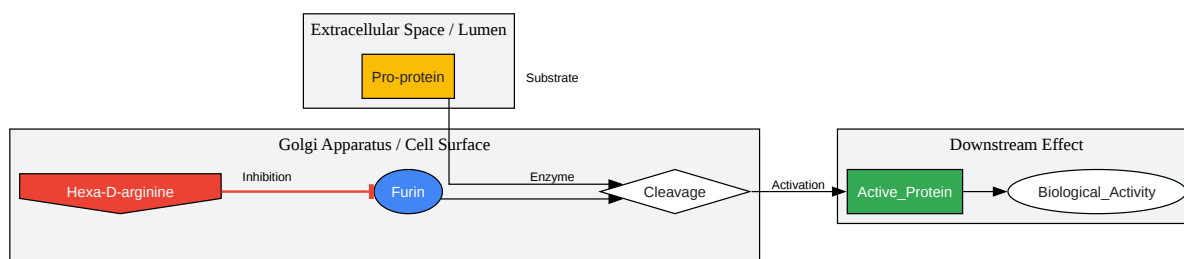 Extracellular Space / Lumen
Pro-protein
Substrate
Golgi Apparatus / Cell Surface
Hexa-D-arginine
Inhibition
Furin
Enzyme
Cleavage
Activation
Downstream Effect
Active_Protein
Biological_Activity